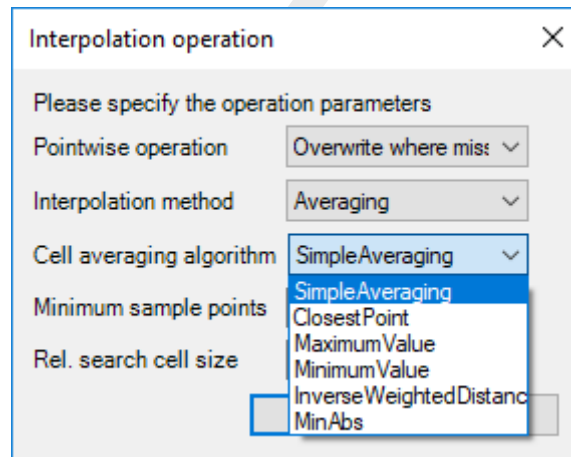 Interpolation operation
Please specify the operation parameters
Pointwise operation Overwrite where miss
Interpolation method Averaging
Cell averaging algorithm SimpleAveraging
SimpleAveraging
Minimum sample points ClosestPoint
MaximumValue
Rel. search cell size MinimumValue
InverseWeightedDistanc
MinAbs